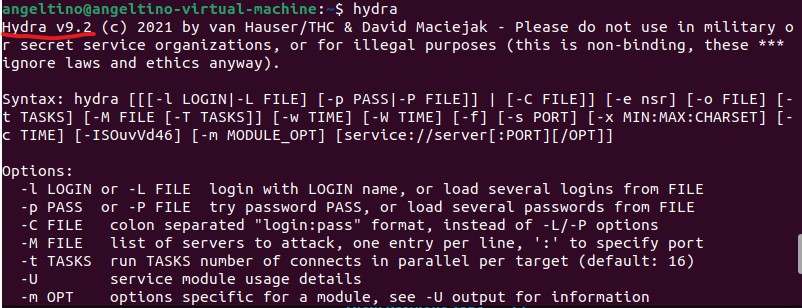 angeltino@angeltino-virtual-machine:~$ hydra
Hydra v9.2 (c) 2021 by van Hauser/THC & David Maciejak - Please do not use in military o
r secret service organizations, or for illegal purposes (this is non-binding, these ***
ignore laws and ethics anyway).

Syntax: hydra [[[-l LOGIN|-L FILE] [-p PASS|-P FILE]] | [-C FILE]] [-e nsr] [-o FILE] [-
t TASKS] [-M FILE [-T TASKS]] [-w TIME] [-W TIME] [-f] [-s PORT] [-x MIN:MAX:CHARSET] [-
c TIME] [-ISOuvVd46] [-m MODULE_OPT] [service://server[:PORT][/OPT]]

Options:
  -l LOGIN or -L FILE  login with LOGIN name, or load several logins from FILE
  -p PASS  or -P FILE  try password PASS, or load several passwords from FILE
  -C FILE   colon separated "login:pass" format, instead of -L/-P options
  -M FILE   list of servers to attack, one entry per line, ':' to specify port
  -t TASKS  run TASKS number of connects in parallel per target (default: 16)
  -U        service module usage details
  -m OPT    options specific for a module, see -U output for information